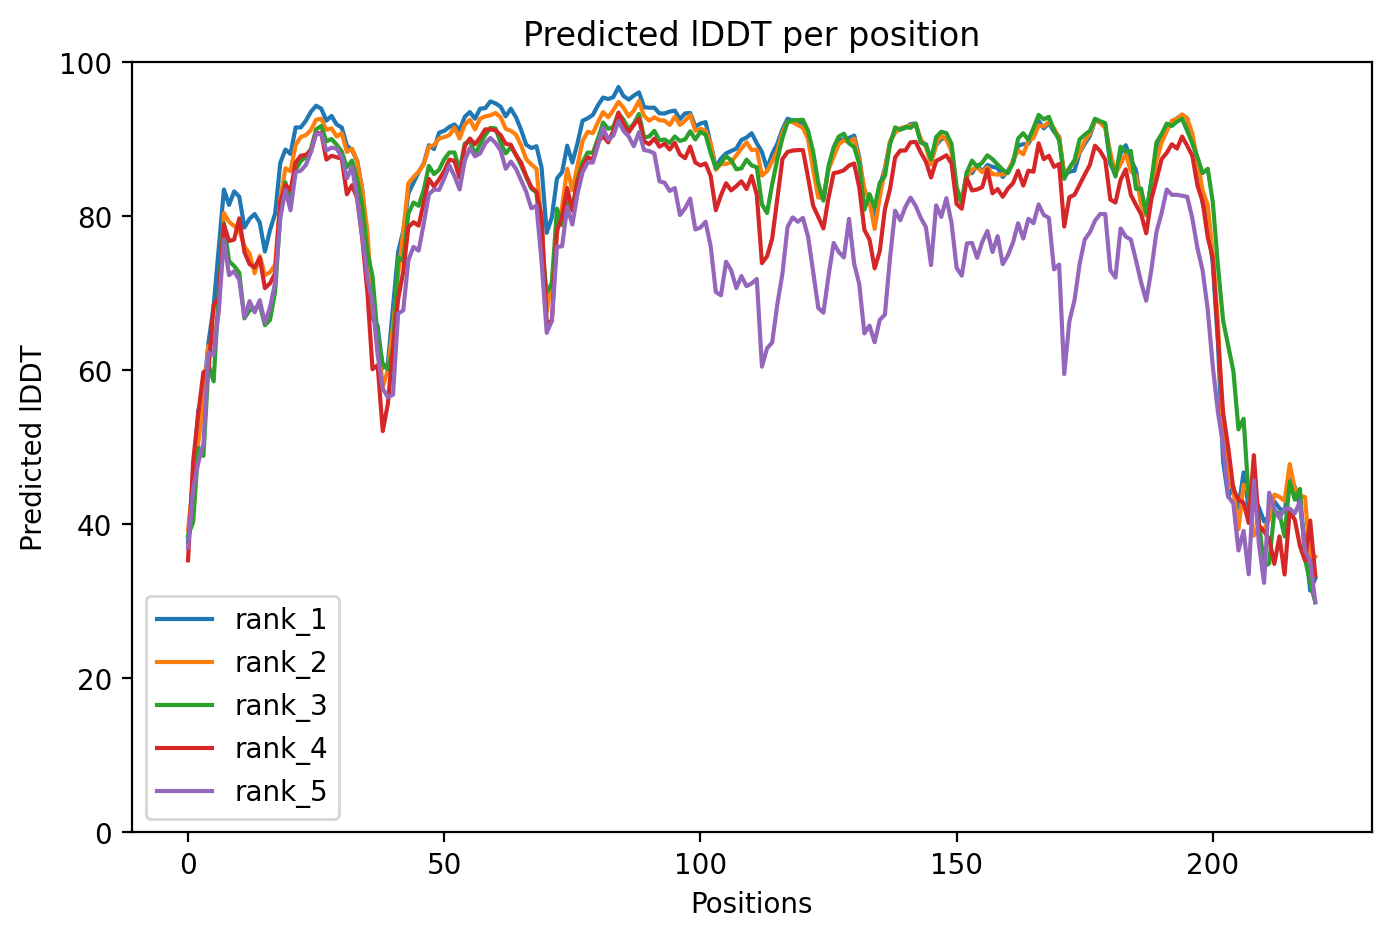 Predicted lDDT per position
100
80
60
40
20
0
Predicted lDDT
rank_1
rank_2
rank_3
rank_4
rank_5
0 50 100 150 200
Positions